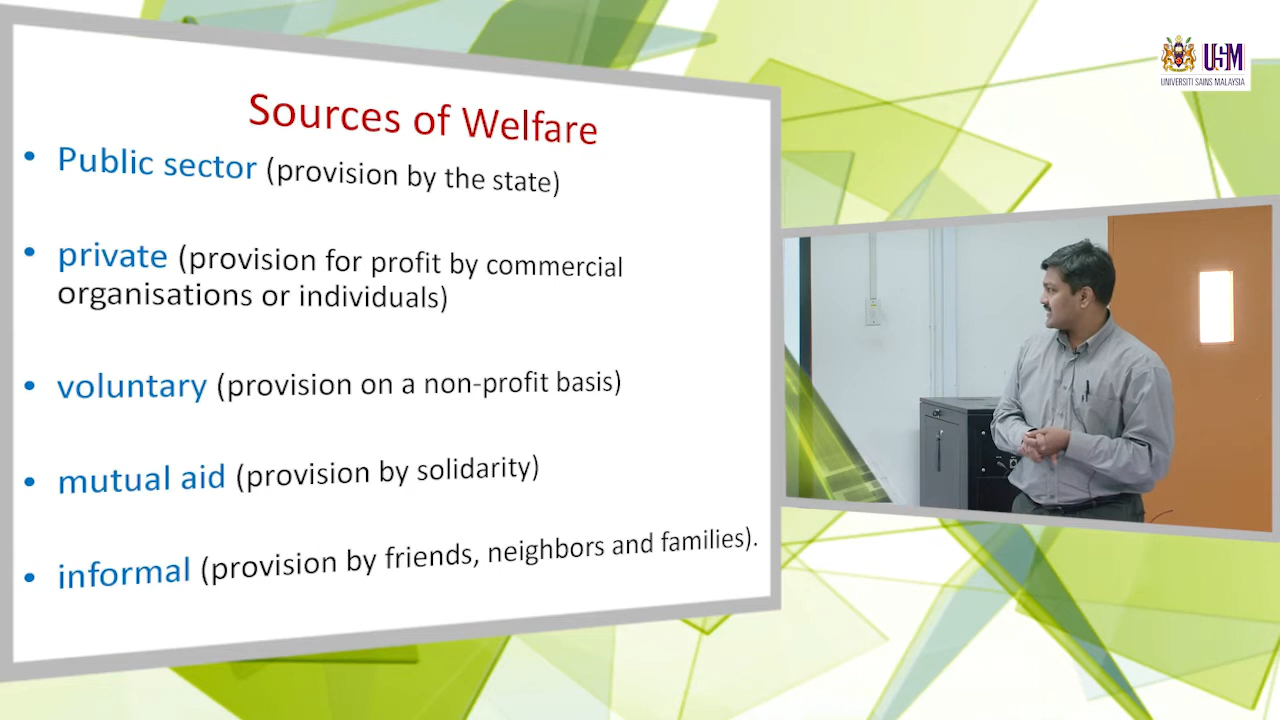 Sources of Welfare
• Public sector (provision by the state)
• private (provision for profit by commercial
organisations or individuals)
• voluntary (provision on a non-profit basis)
• mutual aid (provision by solidarity)
• informal (provision by friends, neighbors and families).
USM
UNIVERSITI SAINS MALAYSIA